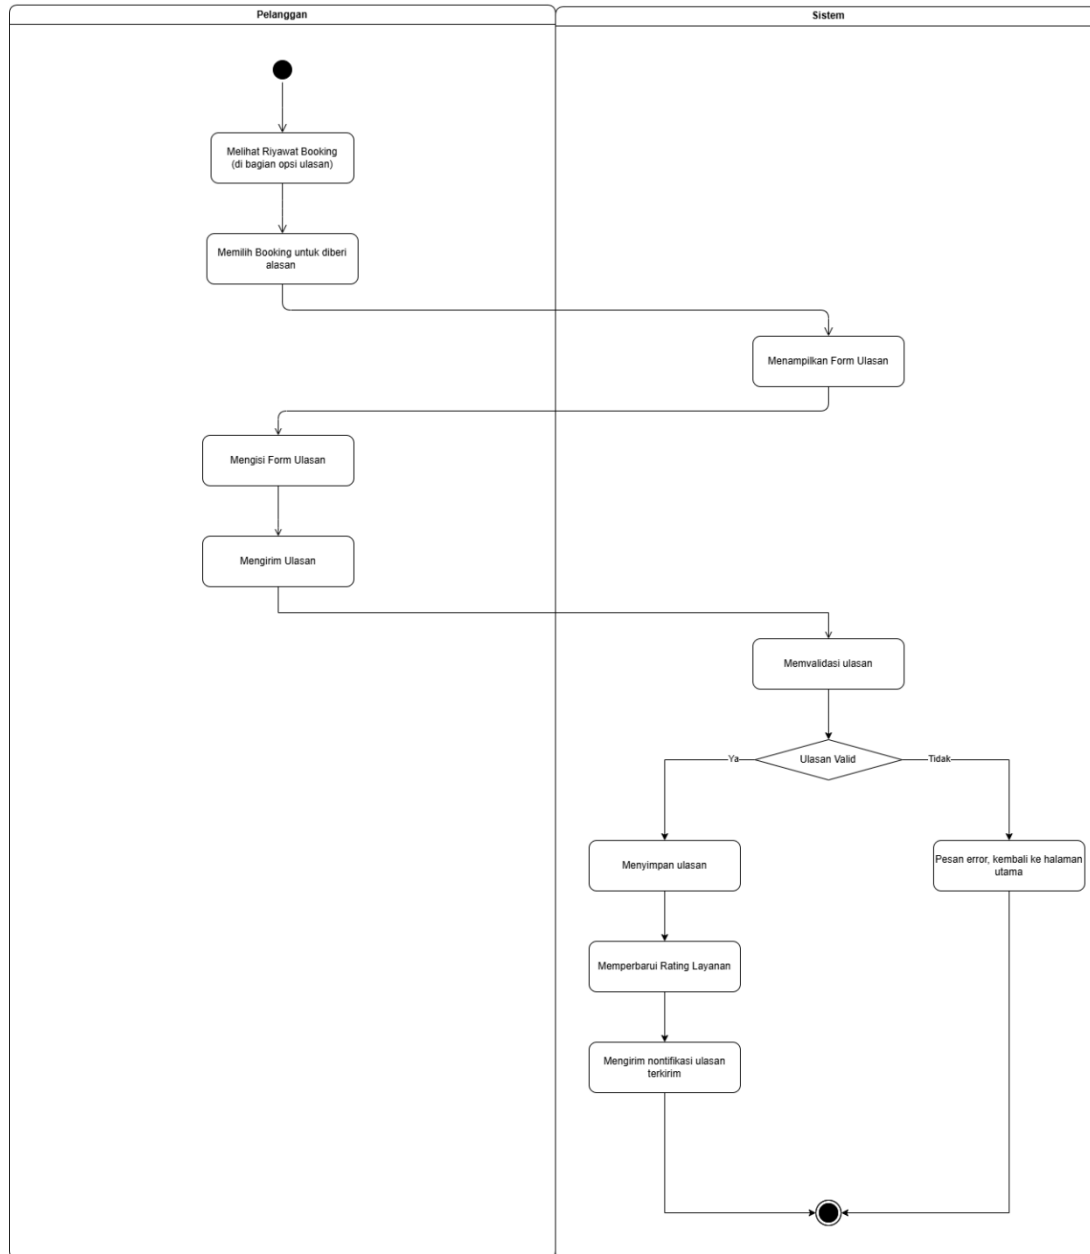 Pelanggan
Sistem
Melihat Riyawat Booking
(di bagian opsi ulasan)
Memilih Booking untuk diberi
alasan
Menampilkan Form Ulasan
Mengisi Form Ulasan
Mengirim Ulasan
Memvalidasi ulasan
Ulasan Valid
Ya
Tidak
Menyimpan ulasan
Pesan error, kembali ke halaman
utama
Memperbarui Rating Layanan
Mengirim nontifikasi ulasan
terkirim